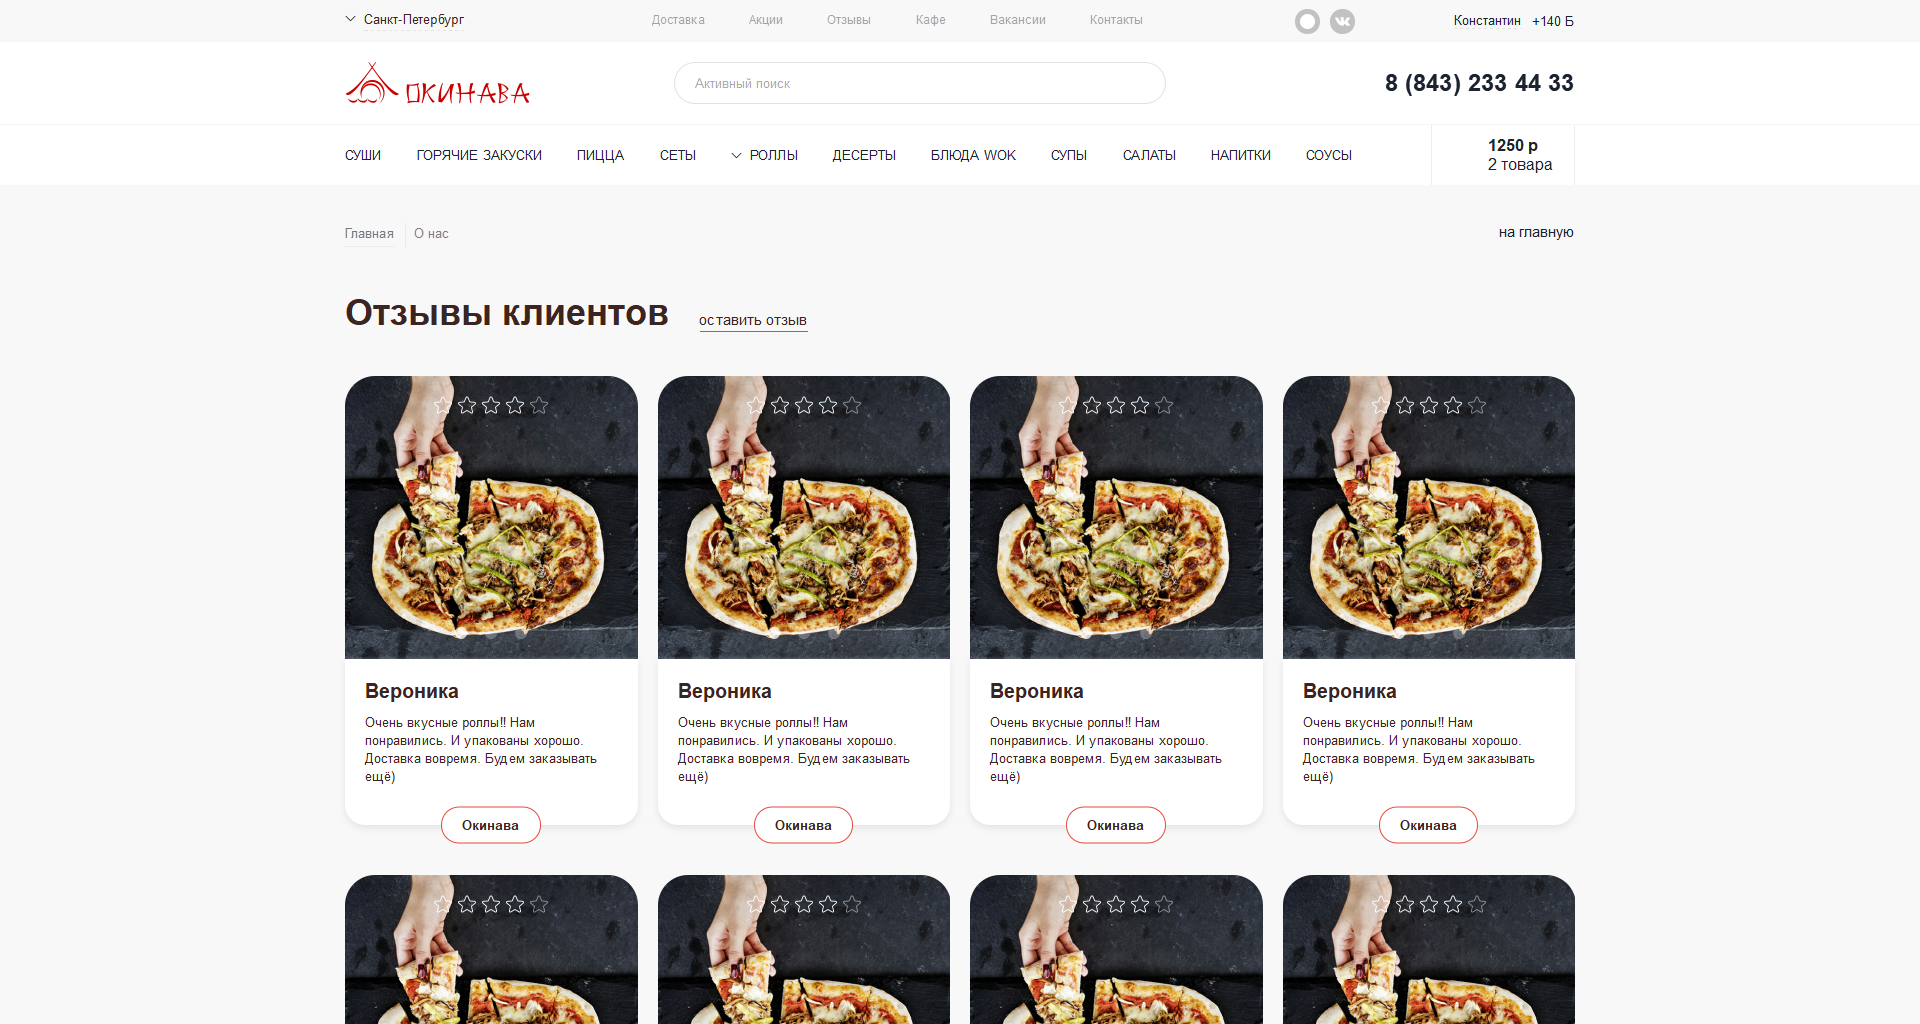 Санкт-Петербург
Доставка
Акции
Отзывы
Кафе
Вакансии
Контакты
Константин
+140 Б
ОКИНАВА
Активный поиск
8 (843) 233 44 33
СУШИ
ГОРЯЧИЕ ЗАКУСКИ
ПИЦЦА
СЕТЫ
РОЛЛЫ
ДЕСЕРТЫ
БЛЮДА WOK
СУПЫ
САЛАТЫ
НАПИТКИ
СОУСЫ
1250 р
2 товара
Главная
О нас
на главную
Отзывы клиентов
оставить отзыв
Вероника
Очень вкусные роллы!! Нам
понравились. И упакованы хорошо.
Доставка вовремя. Будем заказывать
ещё)
Окинава
Вероника
Очень вкусные роллы!! Нам
понравились. И упакованы хорошо.
Доставка вовремя. Будем заказывать
ещё)
Окинава
Вероника
Очень вкусные роллы!! Нам
понравились. И упакованы хорошо.
Доставка вовремя. Будем заказывать
ещё)
Окинава
Вероника
Очень вкусные роллы!! Нам
понравились. И упакованы хорошо.
Доставка вовремя. Будем заказывать
ещё)
Окинава